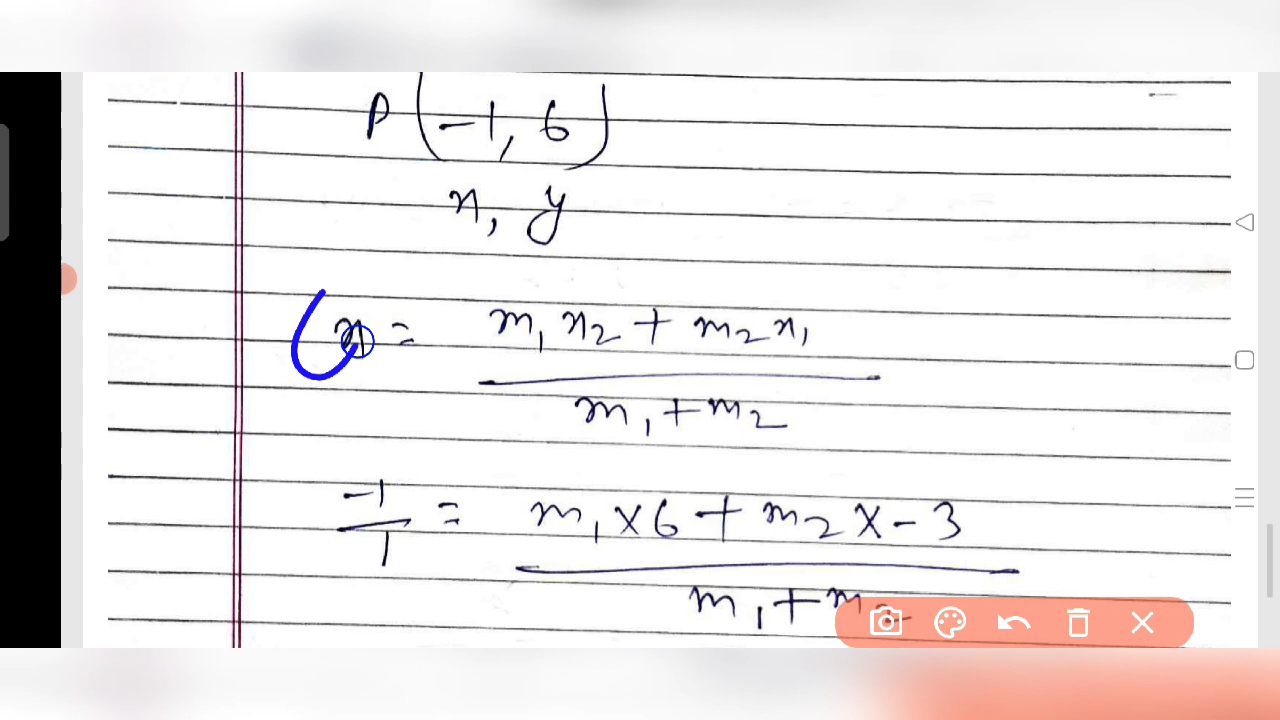 P (-1, 6)
x, y
x = m₁x₂ + m₂x₁
m₁ + m₂
-1 = m₁ × 6 + m₂ × -3
1 m₁ + m₂